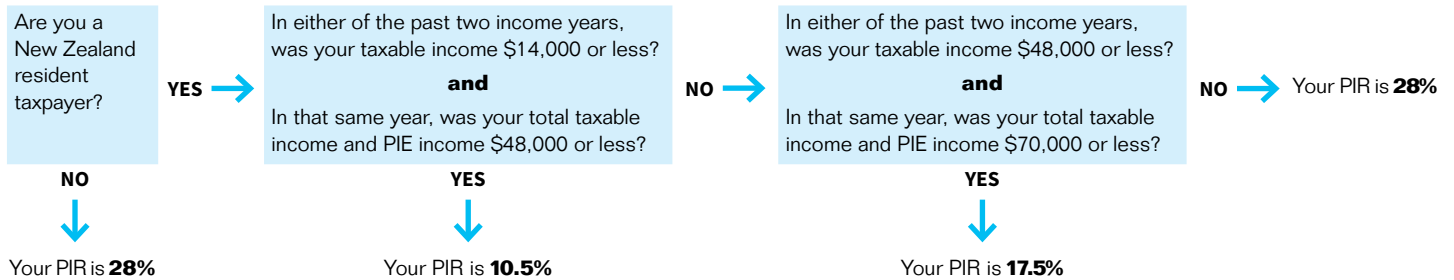 Are you a
New Zealand
resident
taxpayer?
YES
In either of the past two income years,
was your taxable income $14,000 or less?
and
In that same year, was your total taxable
income and PIE income $48,000 or less?
NO
In either of the past two income years,
was your taxable income $48,000 or less?
and
In that same year, was your total taxable
income and PIE income $70,000 or less?
NO
Your PIR is 28%
NO
YES
YES
Your PIR is 28%
Your PIR is 10.5%
Your PIR is 17.5%